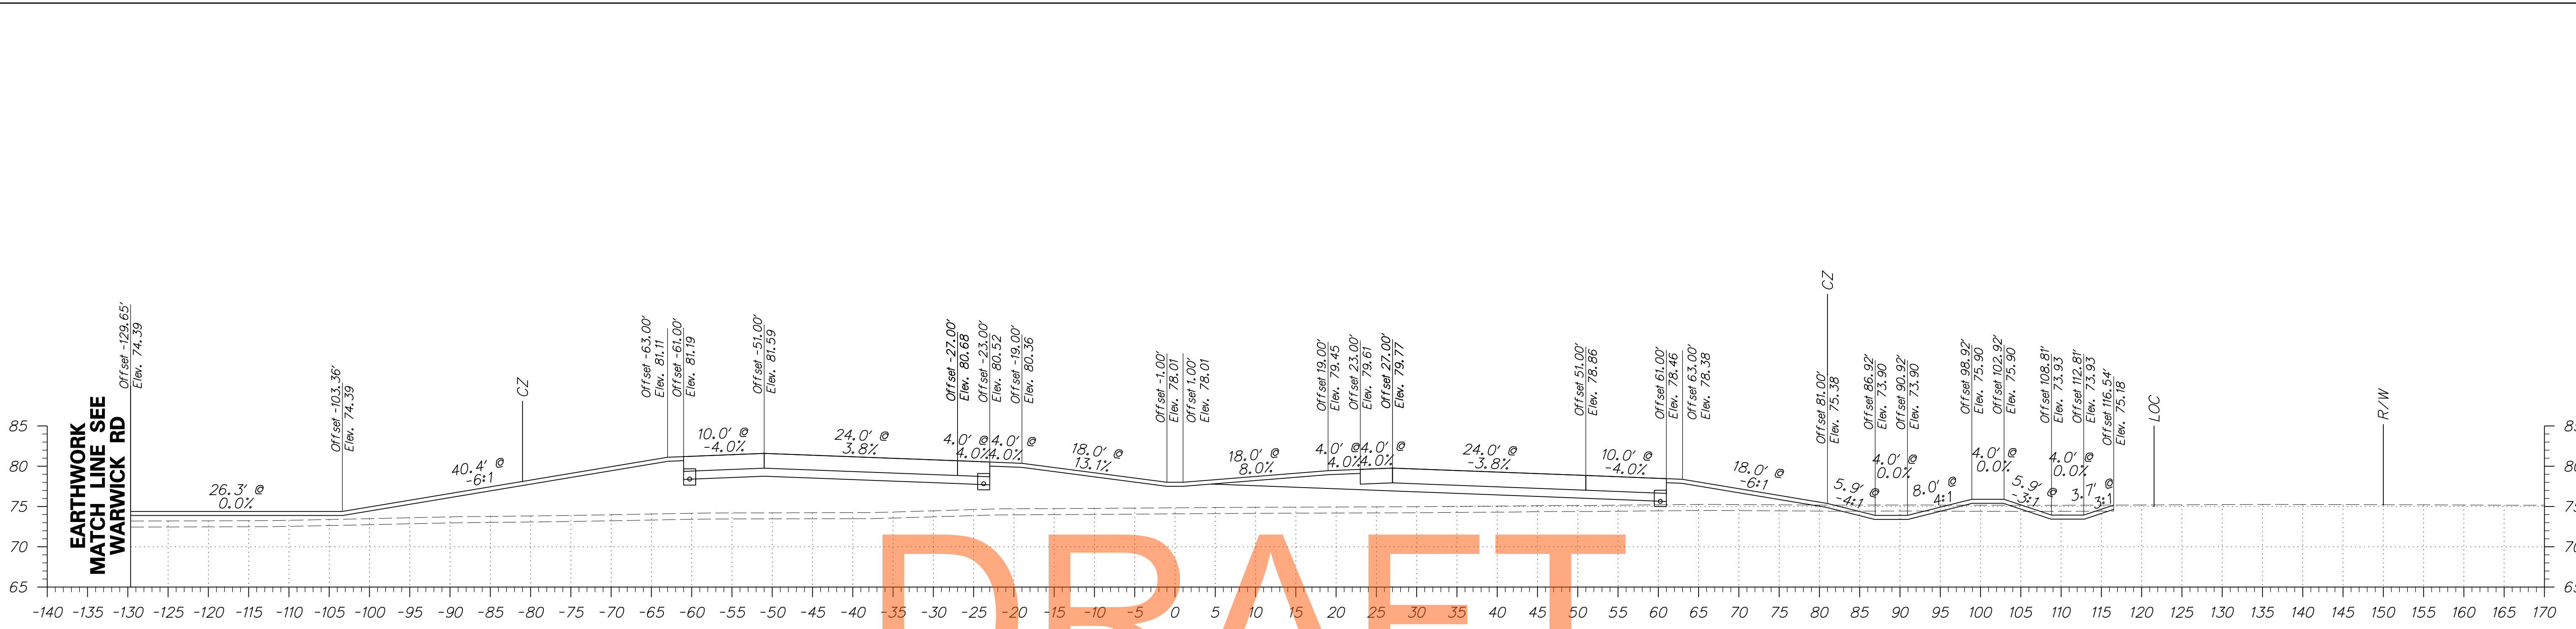 Offset -129.65'
Elev. 74.39
Offset -103.36'
Elev. 74.39
CZ
Offset -63.00'
Elev. 81.11
Offset -61.00'
Elev. 81.19
Offset -51.00'
Elev. 81.59
Offset -27.00'
Elev. 80.68
Offset -23.00'
Elev. 80.52
Offset -19.00'
Elev. 80.36
Offset -1.00'
Elev. 78.01
Offset 1.00'
Elev. 78.01
Offset 19.00'
Elev. 79.45
Offset 23.00'
Elev. 79.61
Offset 27.00'
Elev. 79.77
Offset 51.00'
Elev. 78.86
Offset 61.00'
Elev. 78.46
Offset 63.00'
Elev. 78.38
CZ
Offset 81.00'
Elev. 75.38
Offset 86.92'
Elev. 73.90
Offset 90.92'
Elev. 73.90
Offset 98.92'
Elev. 75.90
Offset 102.92'
Elev. 75.90
Offset 108.81'
Elev. 73.93
Offset 112.81'
Elev. 73.93
Offset 116.54'
Elev. 75.18
LOC
R/W
EARTHWORK
MATCH LINE SEE
WARWICK RD
26.3' @
0.0%
40.4' @
-6:1
10.0' @
-4.0%
24.0' @
3.8%
4.0' @
4.0%
4.0' @
4.0%
18.0' @
13.1%
18.0' @
8.0%
4.0' @
4.0%
4.0' @
4.0%
24.0' @
-3.8%
10.0' @
-4.0%
18.0' @
-6:1
5.9' @
-4:1
4.0' @
0.0%
8.0' @
4:1
4.0' @
0.0%
5.9' @
-3:1
4.0' @
0.0%
3.7' @
3:1
85
80
75
70
65
-140 -135 -130 -125 -120 -115 -110 -105 -100 -95 -90 -85 -80 -75 -70 -65 -60 -55 -50 -45 -40 -35 -30 -25 -20 -15 -10 -5 0 5 10 15 20 25 30 35 40 45 50 55 60 65 70 75 80 85 90 95 100 105 110 115 120 125 130 135 140 145 150 155 160 165 170
DRAFT